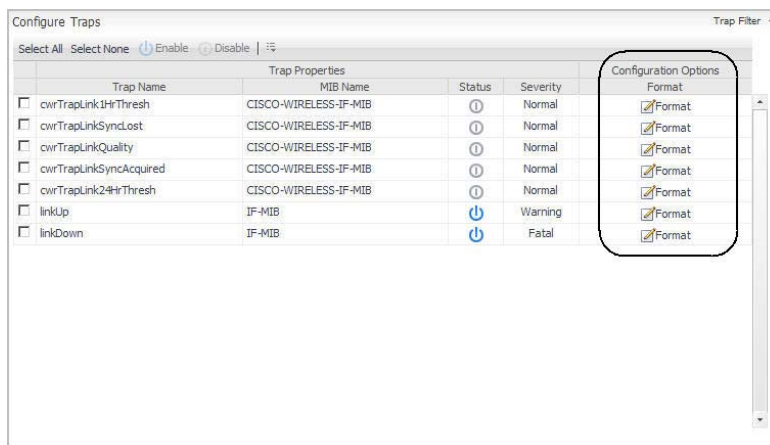 Configure Traps Trap Filter
Select All Select None Enable Disable
Trap Properties Configuration Options
Trap Name MIB Name Status Severity Format
cwrTrapLink1HrThresh CISCO-WIRELESS-IF-MIB Normal Format
cwrTrapLinkSyncLost CISCO-WIRELESS-IF-MIB Normal Format
cwrTrapLinkQuality CISCO-WIRELESS-IF-MIB Normal Format
cwrTrapLinkSyncAcquired CISCO-WIRELESS-IF-MIB Normal Format
cwrTrapLink24HrThresh CISCO-WIRELESS-IF-MIB Normal Format
linkUp IF-MIB Warning Format
linkDown IF-MIB Fatal Format